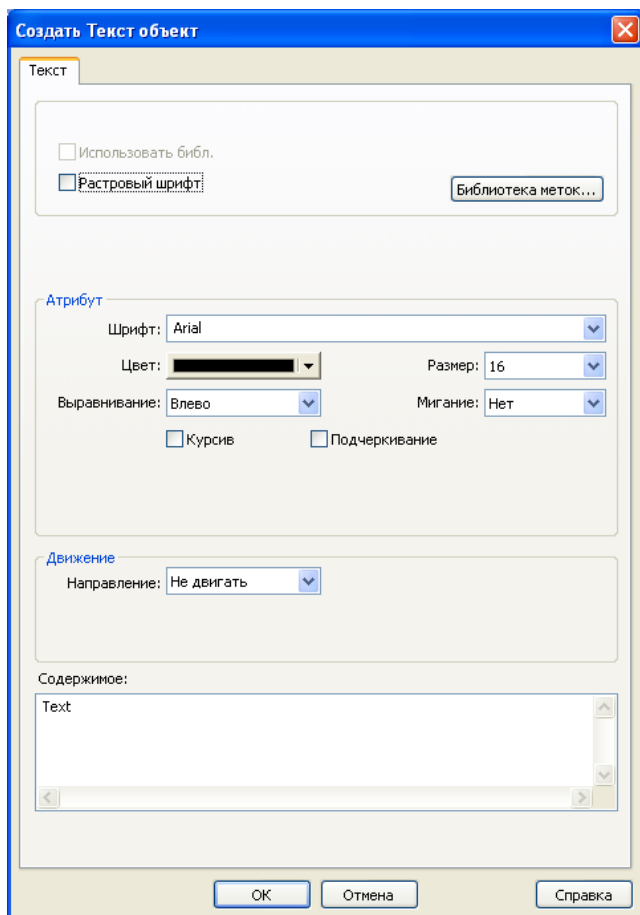 Создать Текст объект
Текст
Использовать библ.
Растровый шрифт
Библиотека меток...
Атрибут
Шрифт: Arial
Цвет: Размер: 16
Выравнивание: Влево Мигание: Нет
Курсив Подчеркивание
Движение
Направление: Не двигать
Содержимое:
Text
ОК Отмена Справка